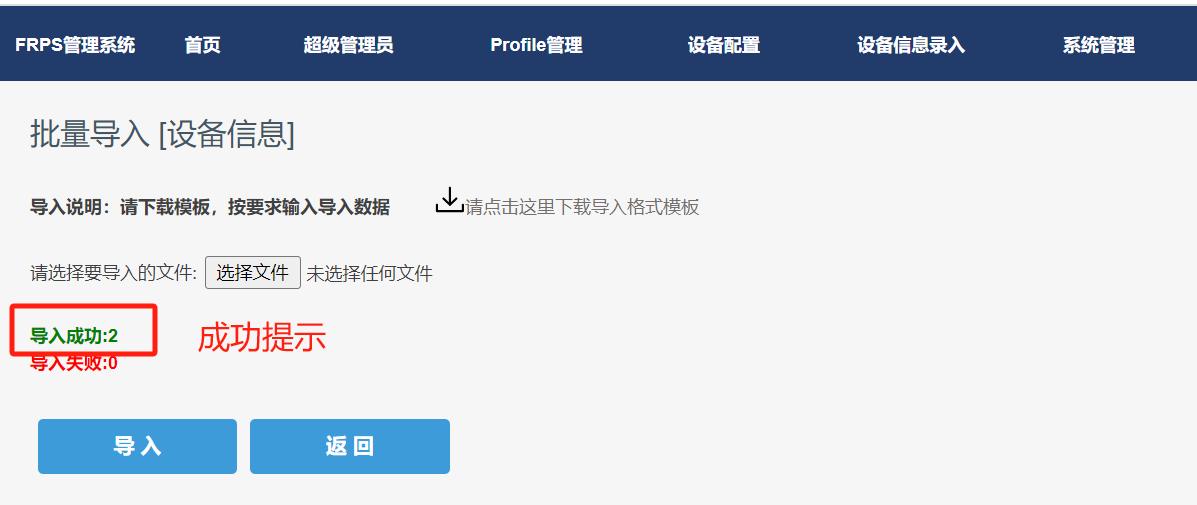 FRPS管理系统 首页 超级管理员 Profile管理 设备配置 设备信息录入 系统管理
批量导入 [设备信息]
导入说明：请下载模板，按要求输入导入数据 请点击这里下载导入格式模板
请选择要导入的文件: 选择文件 未选择任何文件
导入成功:2 成功提示
导入失败:0
导 入 返 回